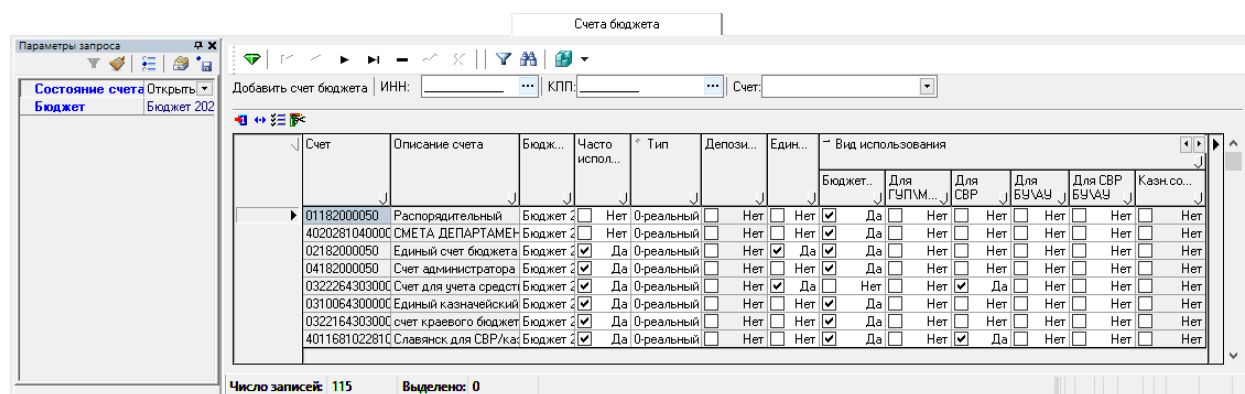 Счета бюджета
Параметры запроса
Состояние счета Открыть
Бюджет Бюджет 202
Добавить счет бюджета ИНН: ... КПП: ... Счет:
Счет Описание счета Бюдж... Часто испол... Тип Депози... Един... Вид использования
Бюджет.. Для ГУП\М... Для СВР Для БУ\АУ Для СВР БУ\АУ Казн.со...
01182000050 Распорядительный Бюджет 2 Нет 0-реальный Нет Нет Да Нет Нет Нет Нет Нет
4020281040000 СМЕТА ДЕПАРТАМЕН Бюджет 2 Нет 0-реальный Нет Нет Да Нет Нет Нет Нет Нет
02182000050 Единый счет бюджета Бюджет 2 Да 0-реальный Нет Да Да Нет Нет Нет Нет Нет
04182000050 Счет администратора Бюджет 2 Да 0-реальный Нет Нет Да Нет Нет Нет Нет Нет
0322264303000 Счет для учета средст Бюджет 2 Да 0-реальный Нет Да Нет Нет Да Нет Нет Нет
0310064300000 Единый казначейский Бюджет 2 Да 0-реальный Нет Нет Да Нет Нет Нет Нет Нет
0322164303000 счет краевого бюджет Бюджет 2 Да 0-реальный Нет Нет Да Нет Нет Нет Нет Нет
401168102281 Славянск для СВР/каз Бюджет 2 Да 0-реальный Нет Нет Да Нет Да Нет Нет Нет
Число записей: 115 Выделено: 0